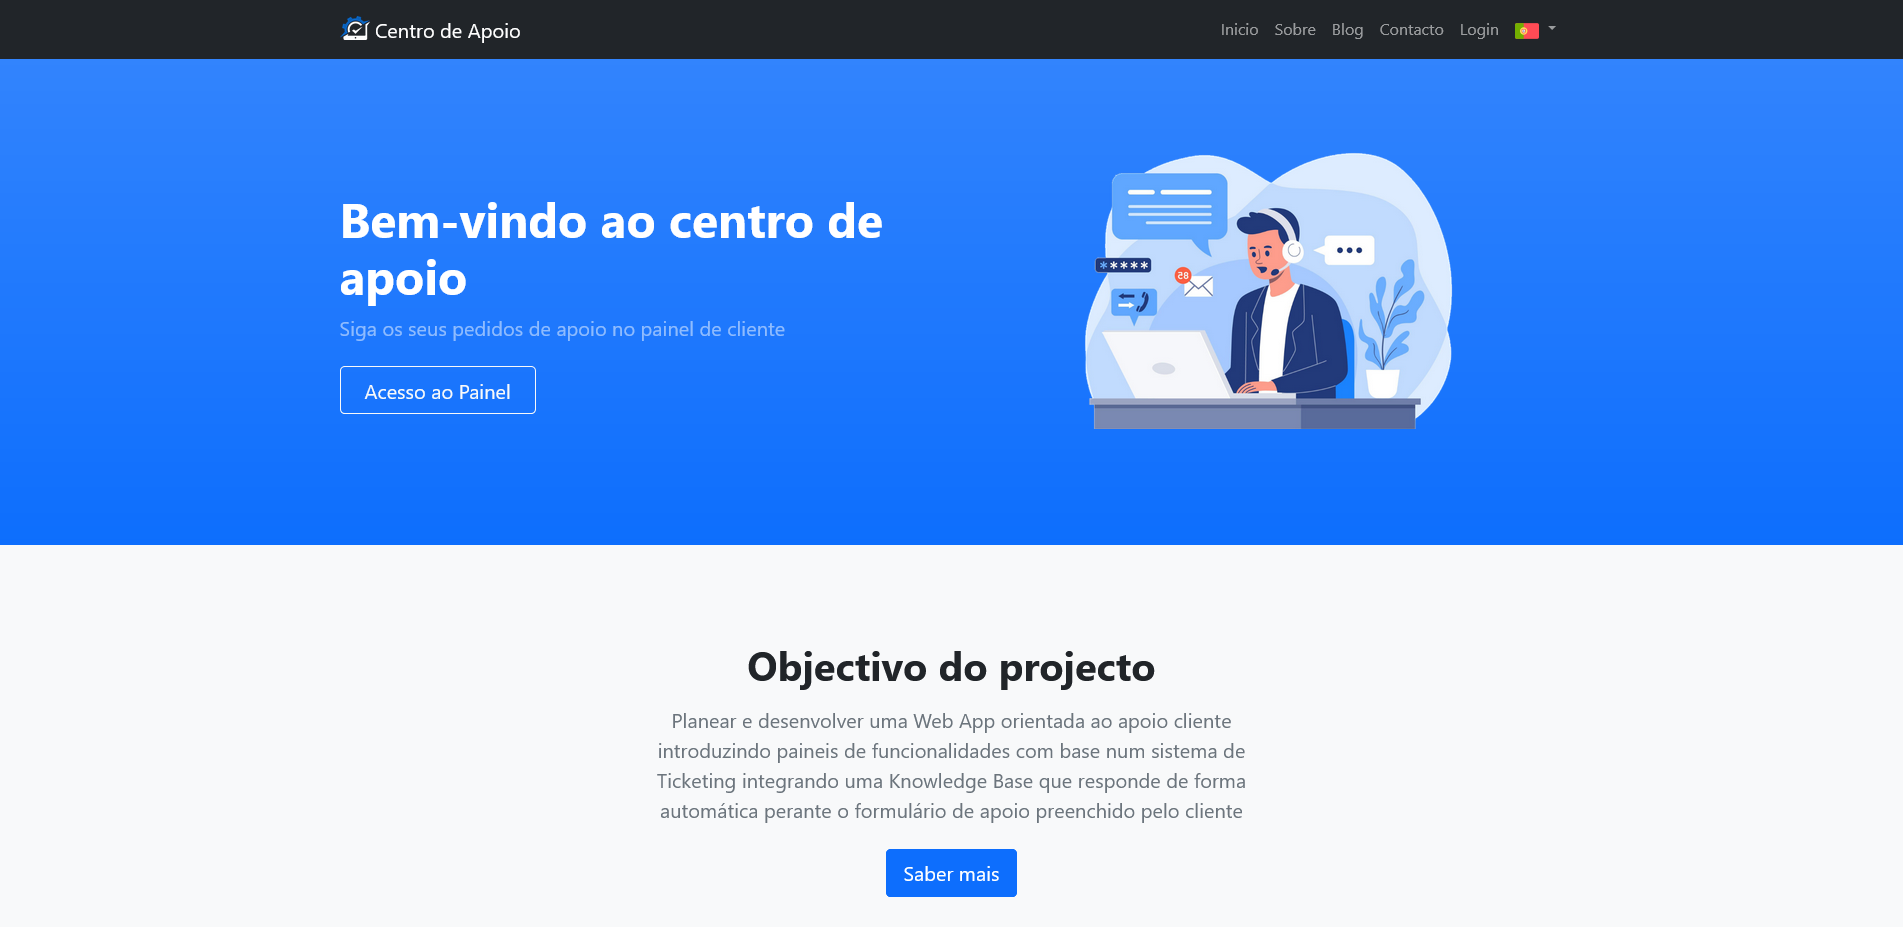 Centro de Apoio
Inicio Sobre Blog Contacto Login
Bem-vindo ao centro de
apoio
Siga os seus pedidos de apoio no painel de cliente
Acesso ao Painel
*****
28
Objectivo do projecto
Planear e desenvolver uma Web App orientada ao apoio cliente
introduzindo paineis de funcionalidades com base num sistema de
Ticketing integrando uma Knowledge Base que responde de forma
automática perante o formulário de apoio preenchido pelo cliente
Saber mais